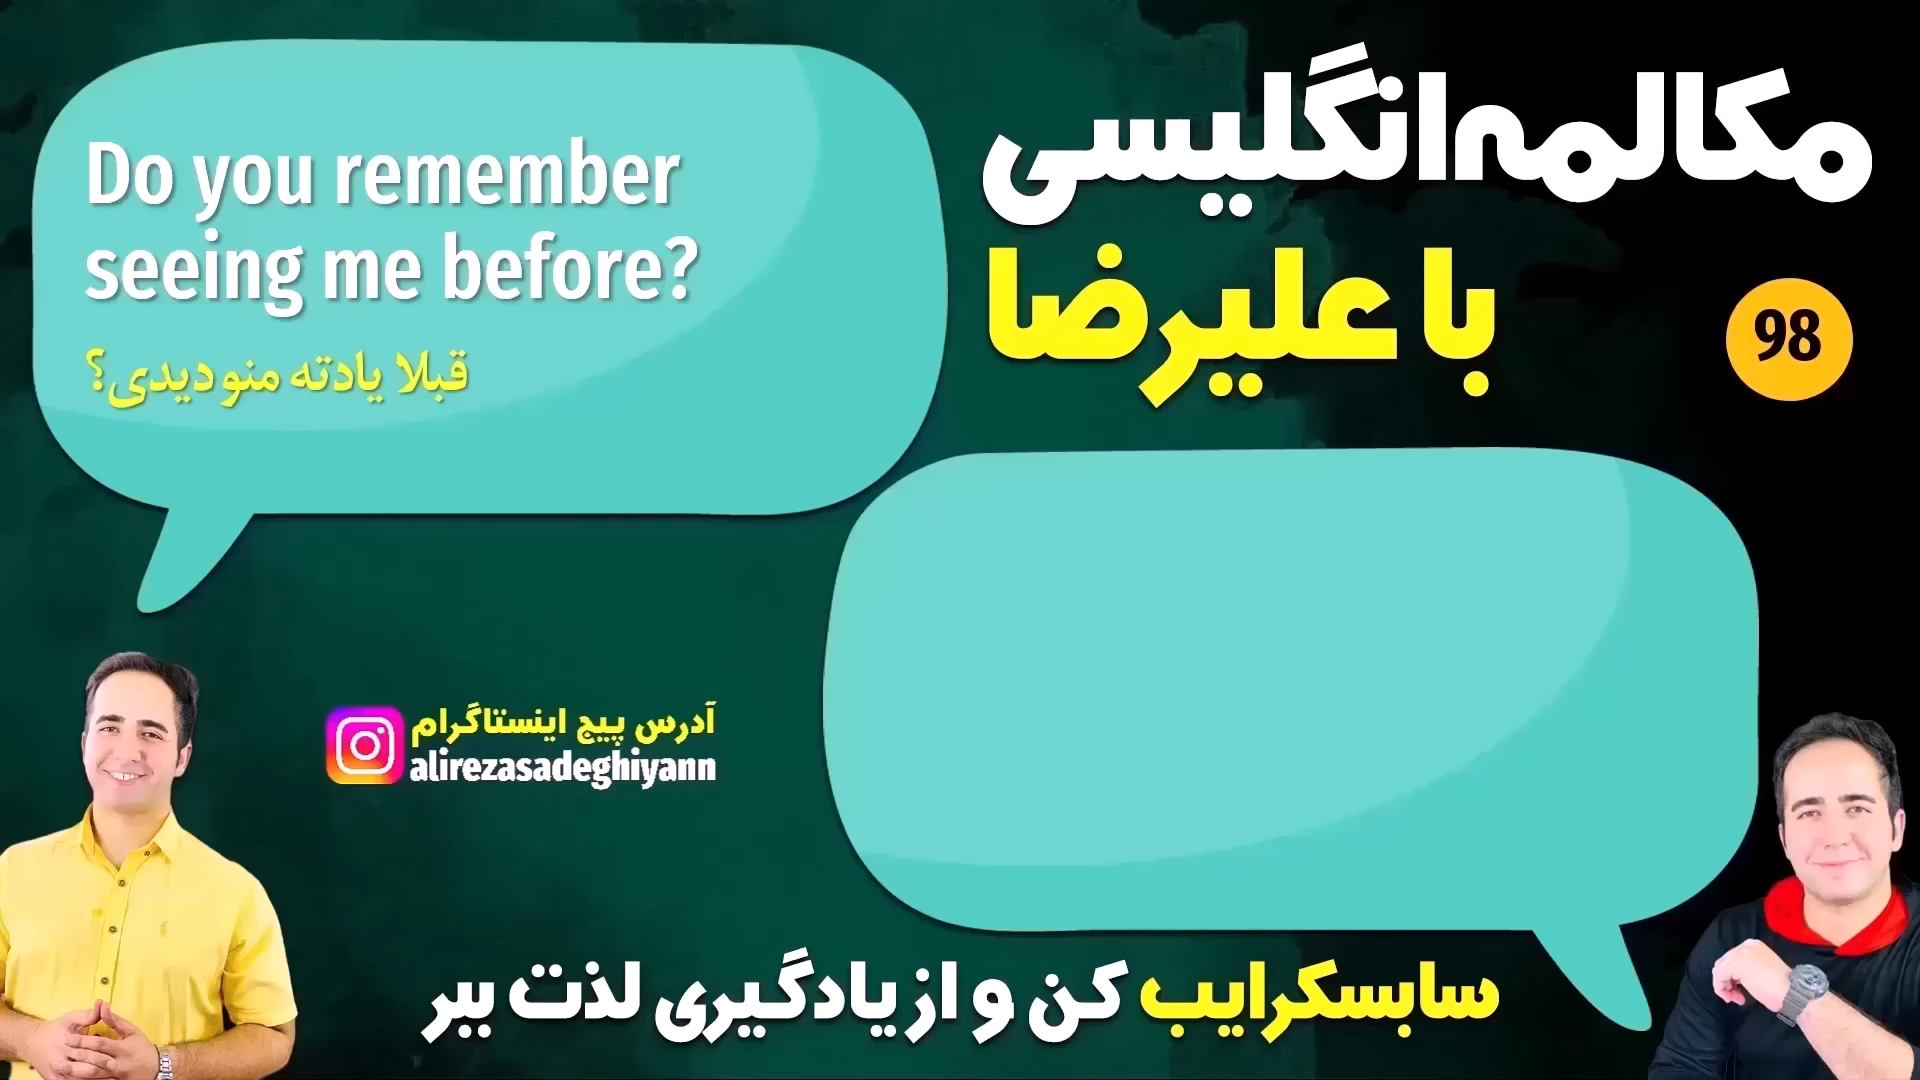 Do you remember
seeing me before?
قبلا یادته منو دیدی؟
مکالمه انگلیسی
با علیرضا
98
آدرس پیج اینستاگرام
alirezasadeghiyann
سابسکرایب کن و از یادگیری لذت ببر